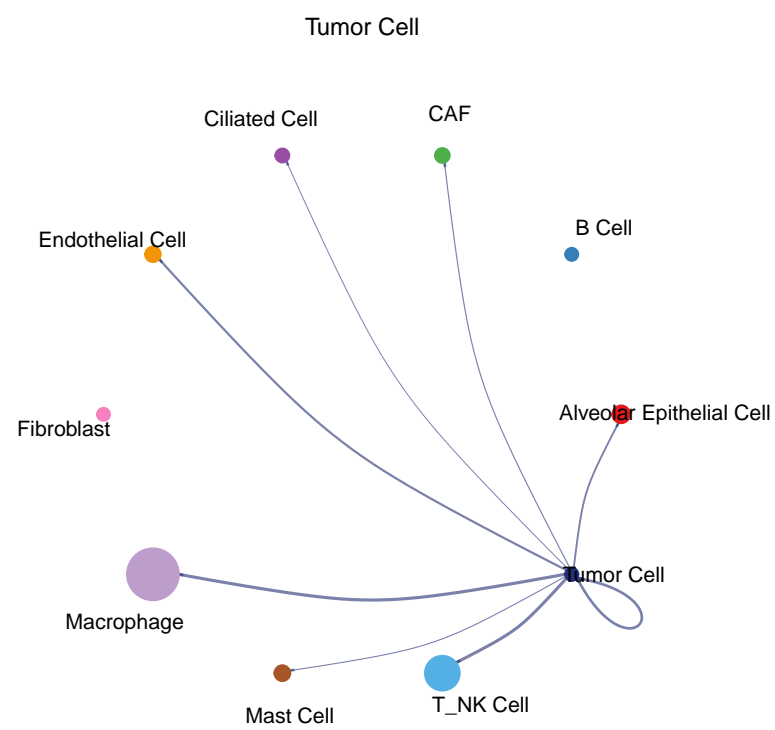 Tumor Cell
CAF
Ciliated Cell
B Cell
Endothelial Cell
Alveolar Epithelial Cell
Fibroblast
Tumor Cell
Macrophage
T_NK Cell
Mast Cell